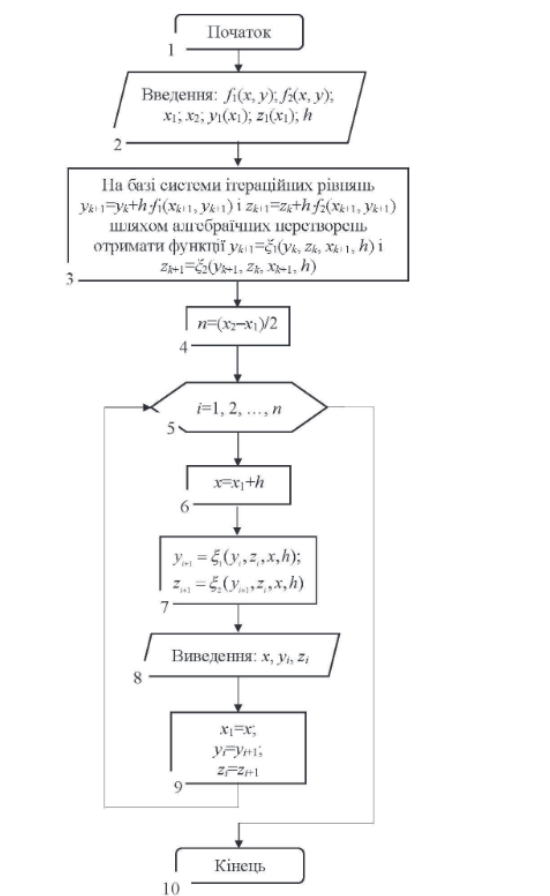 Початок
1
Введення: f₁(x, y); f₂(x, y);
x₁; x₂; y₁(x₁); z₁(x₁); h
2
На базі системи ітераційних рівнянь
yₖ₊₁=yₖ+hf₁(xₖ₊₁, yₖ₊₁) і zₖ₊₁=zₖ+hf₂(xₖ₊₁, yₖ₊₁)
шляхом алгебраїчних перетворень
отримати функції yₖ₊₁=ξ₁(yₖ, zₖ, xₖ₊₁, h) і
zₖ₊₁=ξ₂(yₖ₊₁, zₖ, xₖ₊₁, h)
3
n=(x₂–x₁)/2
4
i=1, 2, …, n
5
x=x₁+h
6
yᵢ₊₁ = ξ₁(yᵢ, zᵢ, x, h);
zᵢ₊₁ = ξ₂(yᵢ₊₁, zᵢ, x, h)
7
Виведення: x, yᵢ, zᵢ
8
x₁=x;
yᵢ=yᵢ₊₁;
zᵢ=zᵢ₊₁
9
Кінець
10